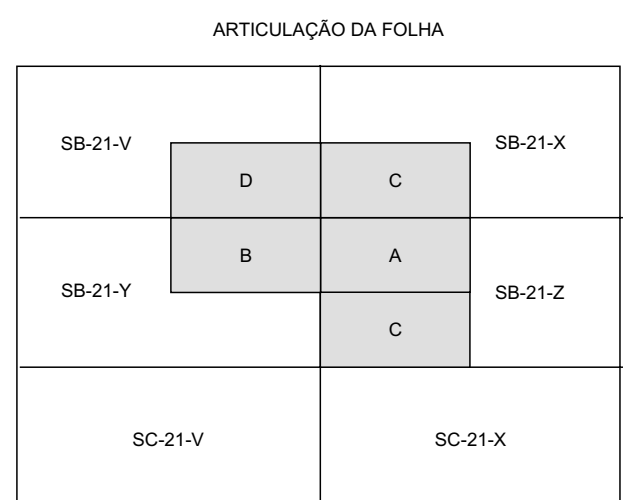 ARTICULAÇÃO DA FOLHA
SB-21-V
SB-21-X
D
C
B
A
SB-21-Y
SB-21-Z
C
SC-21-V
SC-21-X